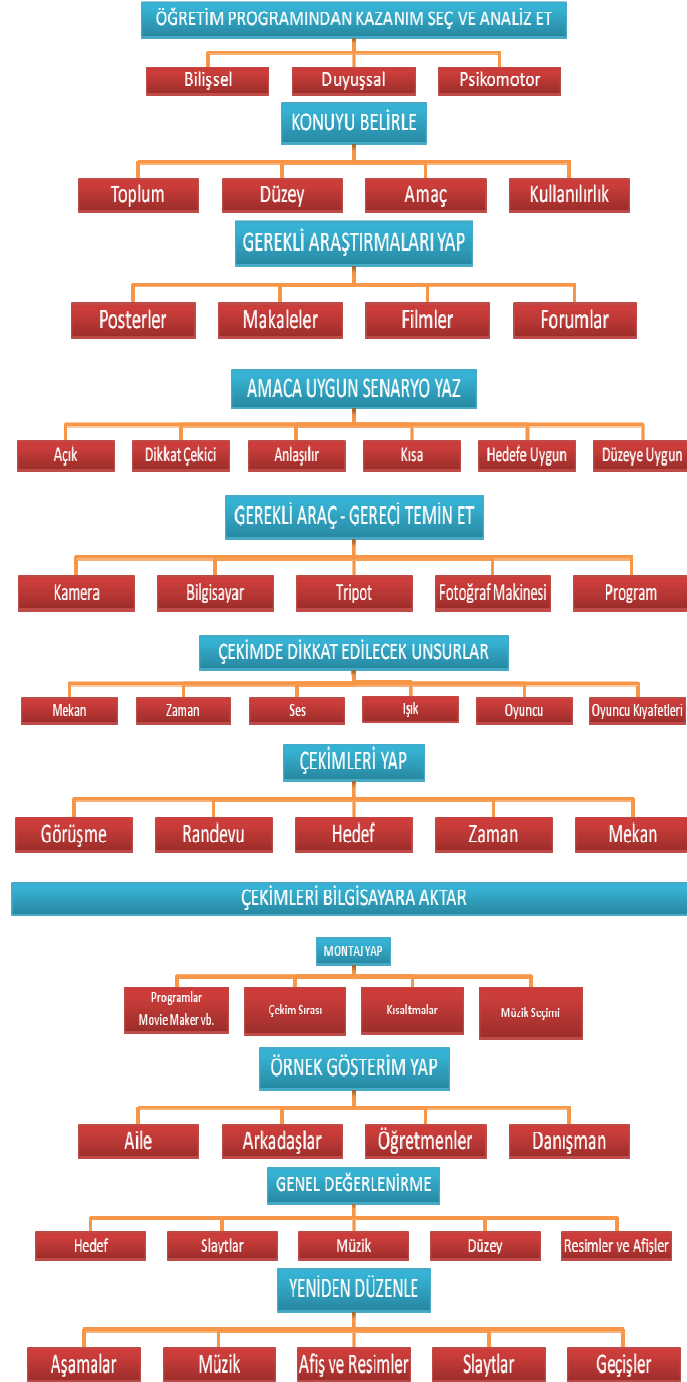 ÖĞRETİM PROGRAMINDAN KAZANIM SEÇ VE ANALİZ ET
Bilişsel
Duyuşsal
Psikomotor
KONUYU BELİRLE
Toplum
Düzey
Amaç
Kullanılırlık
GEREKLİ ARAŞTIRMALARI YAP
Posterler
Makaleler
Filmler
Forumlar
AMACA UYGUN SENARYO YAZ
Açık
Dikkat Çekici
Anlaşılır
Kısa
Hedefe Uygun
Düzeye Uygun
GEREKLİ ARAÇ - GERECİ TEMİN ET
Kamera
Bilgisayar
Tripot
Fotoğraf Makinesi
Program
ÇEKİMDE DİKKAT EDİLECEK UNSURLAR
Mekan
Zaman
Ses
Işık
Oyuncu
Oyuncu Kıyafetleri
ÇEKİMLERİ YAP
Görüşme
Randevu
Hedef
Zaman
Mekan
ÇEKİMLERİ BİLGİSAYARA AKTAR
MONTAJ YAP
Programlar
Movie Maker vb.
Çekim Sırası
Kısaltmalar
Müzik Seçimi
ÖRNEK GÖSTERİM YAP
Aile
Arkadaşlar
Öğretmenler
Danışman
GENEL DEĞERLENİRME
Hedef
Slaytlar
Müzik
Düzey
Resimler ve Afişler
YENİDEN DÜZENLE
Aşamalar
Müzik
Afiş ve Resimler
Slaytlar
Geçişler